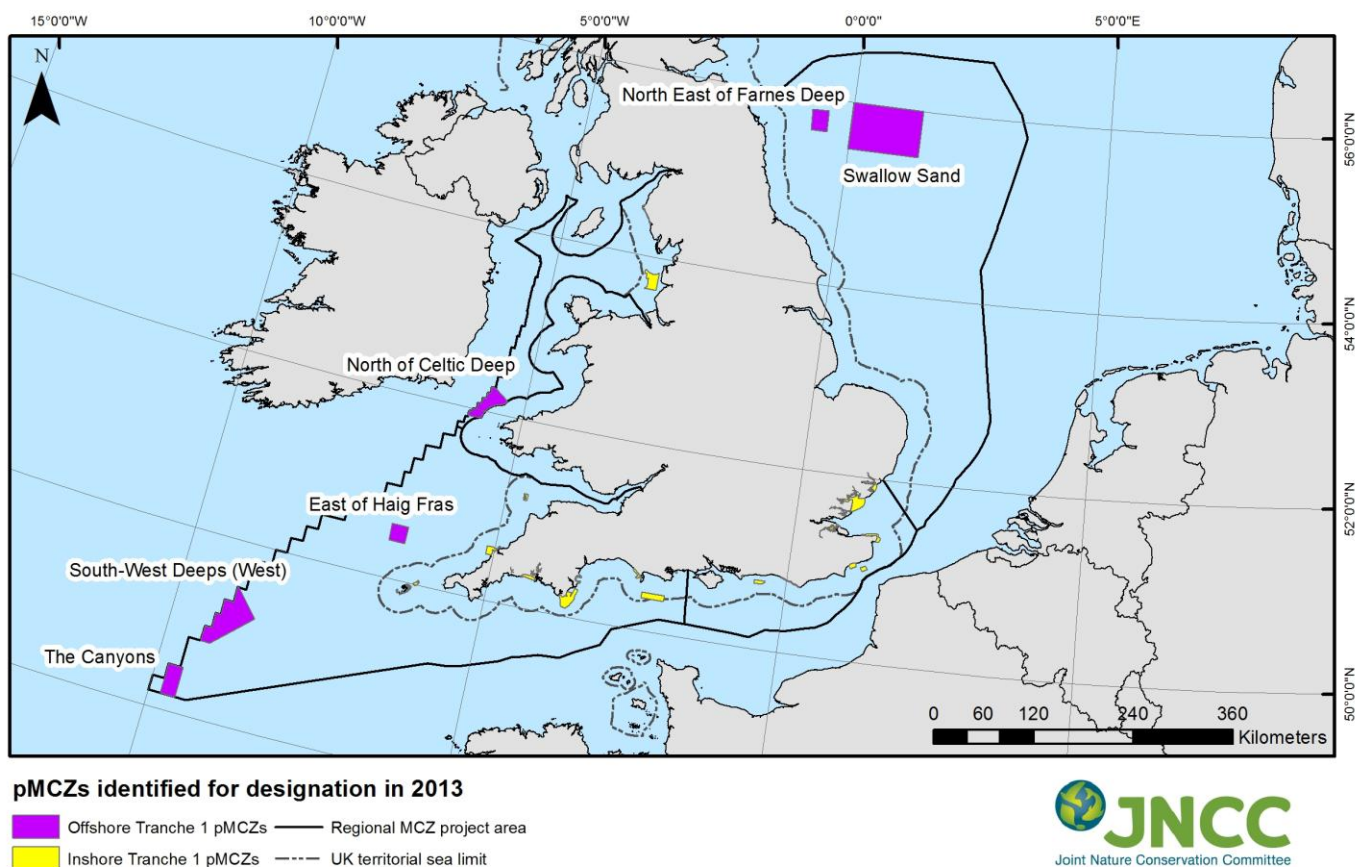 15°0'0"W
10°0'0"W
5°0'0"W
0°0'0"
5°0'0"E
N
North East of Farnes Deep
Swallow Sand
56°0'0"N
54°0'0"N
North of Celtic Deep
East of Haig Fras
52°0'0"N
South-West Deeps (West)
The Canyons
50°0'0"N
0 60 120 240 360
Kilometers
pMCZs identified for designation in 2013
Offshore Tranche 1 pMCZs
Regional MCZ project area
Inshore Tranche 1 pMCZs
UK territorial sea limit
JNCC
Joint Nature Conservation Committee